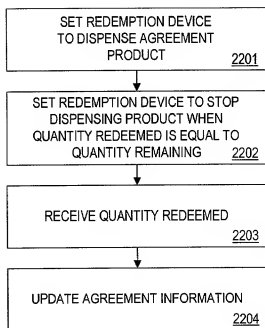 SET REDEMPTION DEVICE
TO DISPENSE AGREEMENT
PRODUCT
2201
SET REDEMPTION DEVICE TO STOP
DISPENSING PRODUCT WHEN
QUANTITY REDEEMED IS EQUAL TO
QUANTITY REMAINING
2202
RECEIVE QUANTITY REDEEMED
2203
UPDATE AGREEMENT INFORMATION
2204